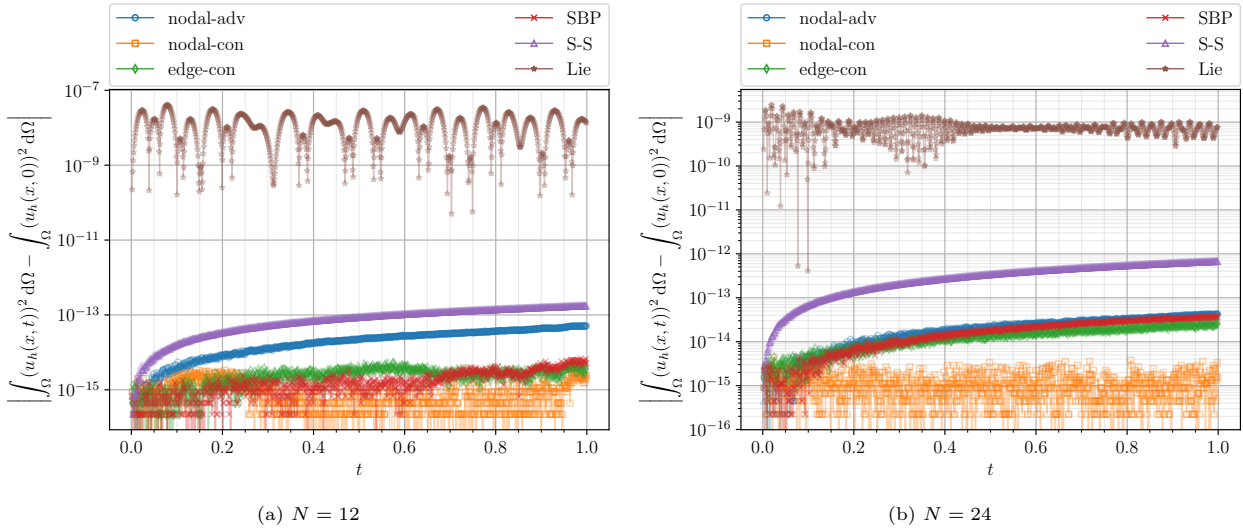 nodal-adv
nodal-con
edge-con
SBP
S-S
Lie
10⁻⁷
10⁻⁹
10⁻¹¹
10⁻¹³
10⁻¹⁵
|∫_Ω (u_h(x,t))² dΩ − ∫_Ω (u_h(x,0))² dΩ|
0.0 0.2 0.4 0.6 0.8 1.0
t
(a) N = 12
nodal-adv
nodal-con
edge-con
SBP
S-S
Lie
10⁻⁹
10⁻¹⁰
10⁻¹¹
10⁻¹²
10⁻¹³
10⁻¹⁴
10⁻¹⁵
10⁻¹⁶
|∫_Ω (u_h(x,t))² dΩ − ∫_Ω (u_h(x,0))² dΩ|
0.0 0.2 0.4 0.6 0.8 1.0
t
(b) N = 24